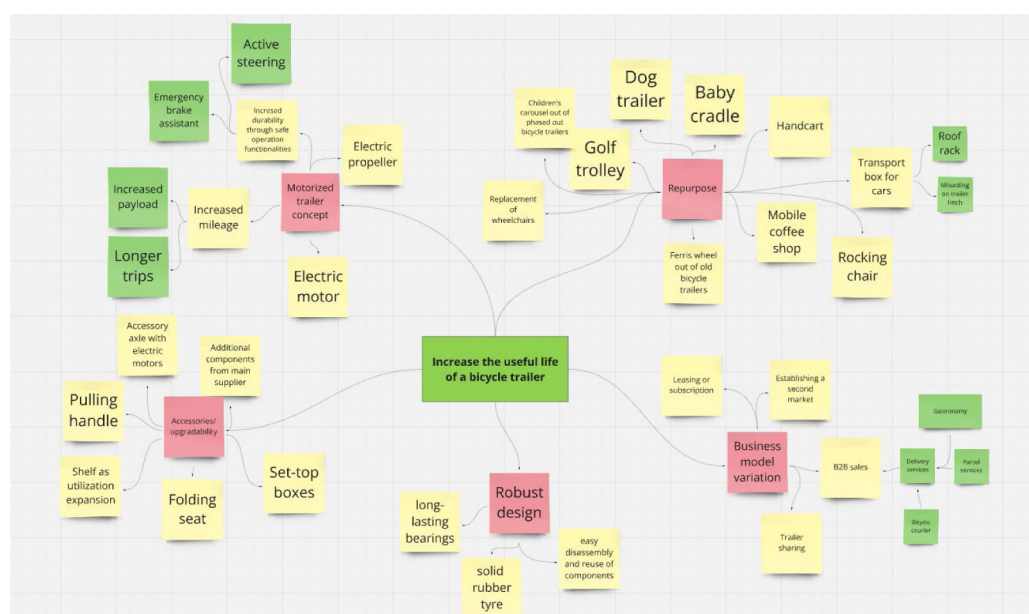 Active
steering
Emergency
brake
assistant
Incresed
durability
through safe
operation
functionalities
Electric
propeller
Increased
payload
Increased
mileage
Motorized
trailer
concept
Longer
trips
Electric
motor
Children's
carousel out of
phased out
bicycle trailers
Dog
trailer
Baby
cradle
Handcart
Golf
trolley
Repurpose
Transport
box for
cars
Roof
rack
Mounting
on trailer
hitch
Replacement
of
wheelchairs
Ferris wheel
out of old
bicycle
trailers
Mobile
coffee
shop
Rocking
chair
Increase the useful life
of a bicycle trailer
Accessory
axle with
electric
motors
Additional
components
from main
supplier
Pulling
handle
Accessories/
upgradability
Shelf as
utilization
expansion
Folding
seat
Set-top
boxes
Robust
design
long-
lasting
bearings
solid
rubber
tyre
easy
disassembly
and reuse of
components
Leasing or
subscription
Establishing a
second
market
Business
model
variation
B2B sales
Trailer
sharing
Gastronomy
Delivery
services
Parcel
services
Bicycle
courier